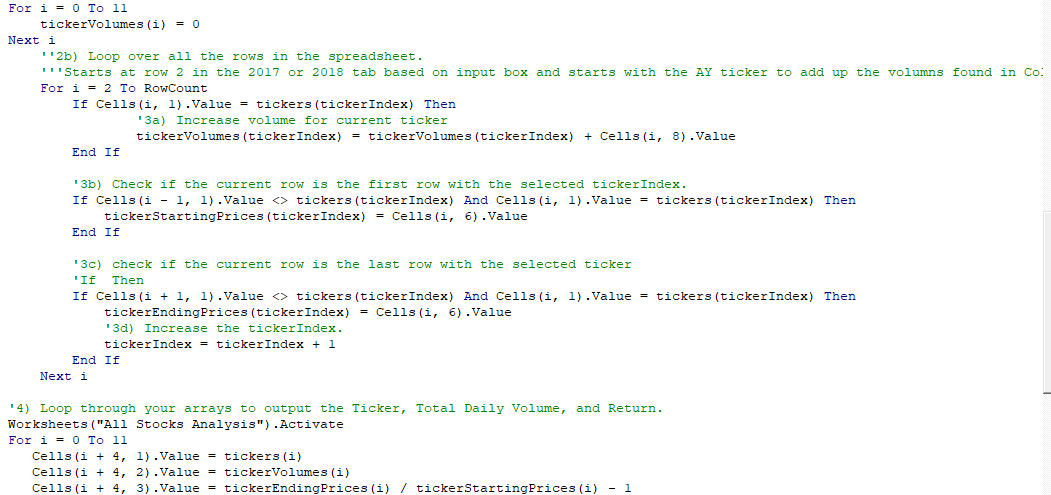 For i = 0 To 11
    tickerVolumes(i) = 0
Next i
    ''2b) Loop over all the rows in the spreadsheet.
    '''Starts at row 2 in the 2017 or 2018 tab based on input box and starts with the AY ticker to add up the volumns found in Col
    For i = 2 To RowCount
        If Cells(i, 1).Value = tickers(tickerIndex) Then
                '3a) Increase volume for current ticker
                tickerVolumes(tickerIndex) = tickerVolumes(tickerIndex) + Cells(i, 8).Value
        End If

        '3b) Check if the current row is the first row with the selected tickerIndex.
        If Cells(i - 1, 1).Value <> tickers(tickerIndex) And Cells(i, 1).Value = tickers(tickerIndex) Then
            tickerStartingPrices(tickerIndex) = Cells(i, 6).Value
        End If

        '3c) check if the current row is the last row with the selected ticker
        'If  Then
        If Cells(i + 1, 1).Value <> tickers(tickerIndex) And Cells(i, 1).Value = tickers(tickerIndex) Then
            tickerEndingPrices(tickerIndex) = Cells(i, 6).Value
            '3d) Increase the tickerIndex.
            tickerIndex = tickerIndex + 1
        End If
    Next i

'4) Loop through your arrays to output the Ticker, Total Daily Volume, and Return.
Worksheets("All Stocks Analysis").Activate
For i = 0 To 11
   Cells(i + 4, 1).Value = tickers(i)
   Cells(i + 4, 2).Value = tickerVolumes(i)
   Cells(i + 4, 3).Value = tickerEndingPrices(i) / tickerStartingPrices(i) - 1